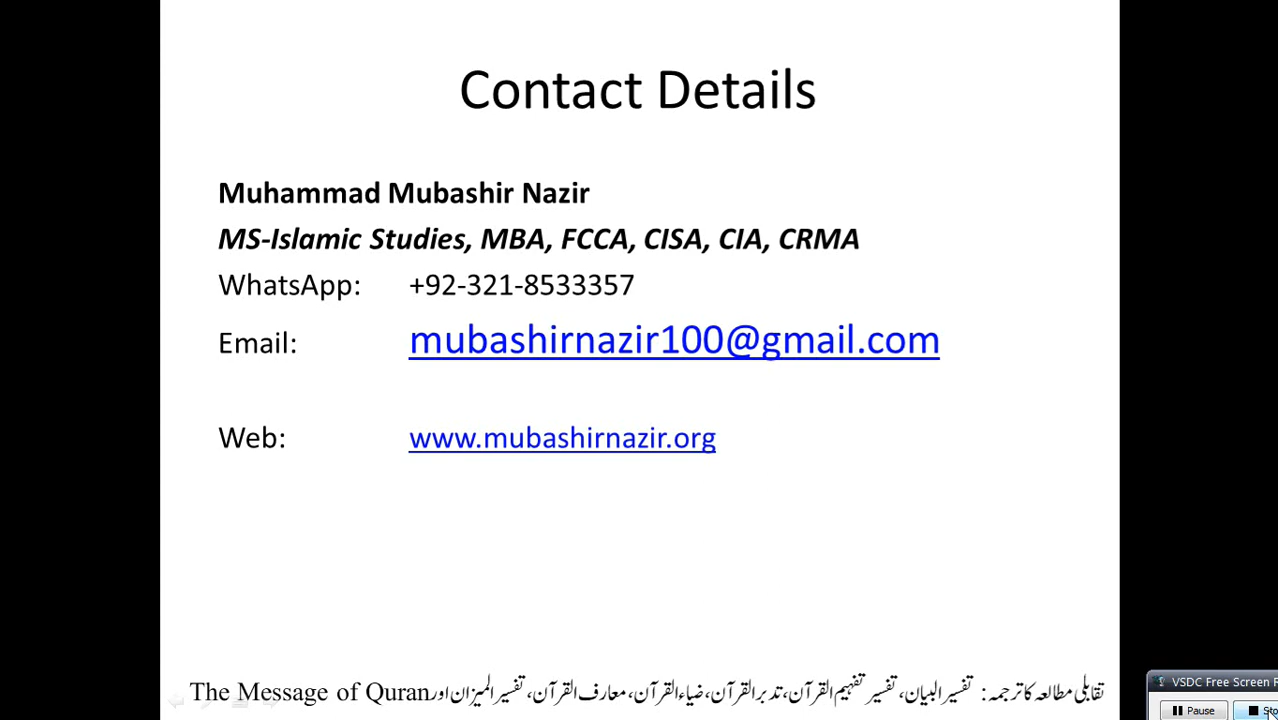 Contact Details
Muhammad Mubashir Nazir
MS-Islamic Studies, MBA, FCCA, CISA, CIA, CRMA
WhatsApp: +92-321-8533357
Email: mubashirnazir100@gmail.com
Web: www.mubashirnazir.org
تقابلی مطالعہ کا ترجمہ: تفسیر البیان، تفسیر تفہیم القرآن، تدبر القرآن، ضیاء القرآن، معارف القرآن، تفسیر المیزان اور The Message of Quran
VSDC Free Screen R
Pause Sto